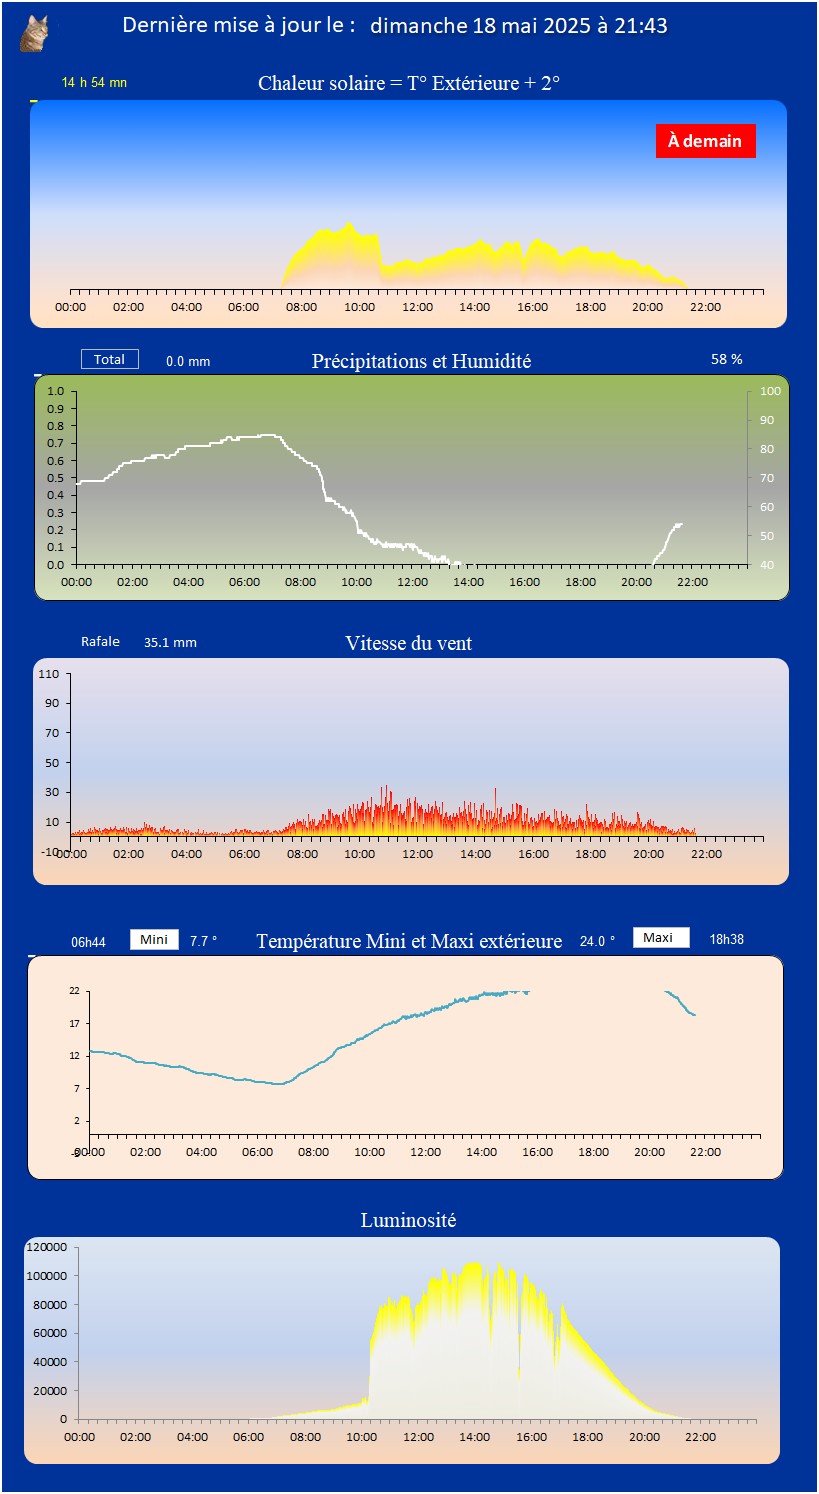 Dernière mise à jour le : dimanche 18 mai 2025 à 21:43
14 h 54 mn Chaleur solaire = T° Extérieure + 2°
À demain
00:00 02:00 04:00 06:00 08:00 10:00 12:00 14:00 16:00 18:00 20:00 22:00
Total 0.0 mm Précipitations et Humidité 58 %
1.0 100
0.9
0.8 90
0.7 80
0.6
0.5 70
0.4
0.3 60
0.2 50
0.1
0.0 40
00:00 02:00 04:00 06:00 08:00 10:00 12:00 14:00 16:00 18:00 20:00 22:00
Rafale 35.1 mm Vitesse du vent
110
90
70
50
30
10
-10
00:00 02:00 04:00 06:00 08:00 10:00 12:00 14:00 16:00 18:00 20:00 22:00
06h44 Mini 7.7 ° Température Mini et Maxi extérieure 24.0 ° Maxi 18h38
22
17
12
7
2
00:00 02:00 04:00 06:00 08:00 10:00 12:00 14:00 16:00 18:00 20:00 22:00
Luminosité
120000
100000
80000
60000
40000
20000
0
00:00 02:00 04:00 06:00 08:00 10:00 12:00 14:00 16:00 18:00 20:00 22:00